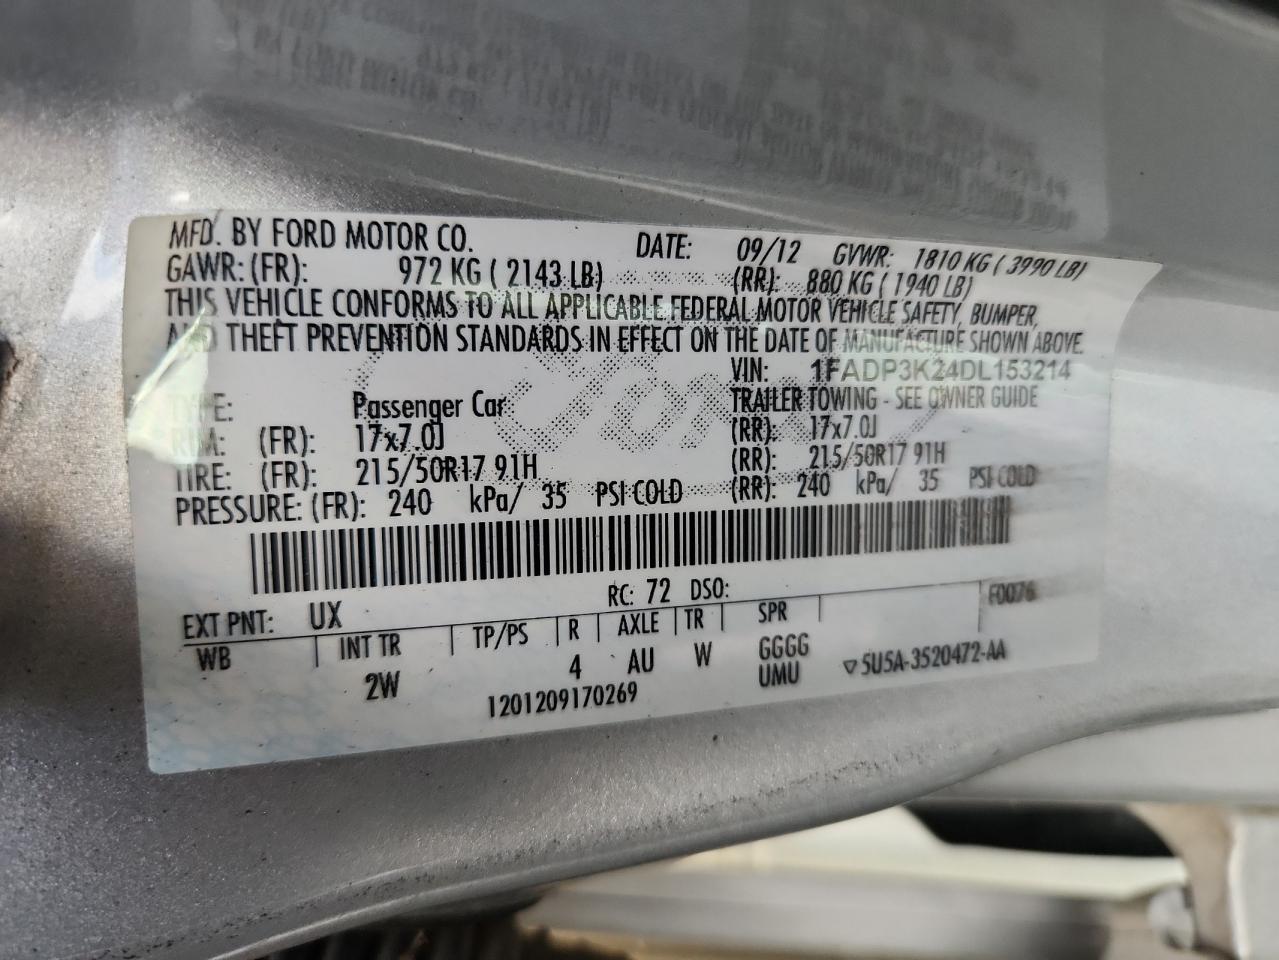 MFD. BY FORD MOTOR CO. DATE: 09/12 GVWR: 1810 KG ( 3990 LB)
GAWR: (FR): 972 KG ( 2143 LB) (RR): 880 KG ( 1940 LB)
THIS VEHICLE CONFORMS TO ALL APPLICABLE FEDERAL MOTOR VEHICLE SAFETY, BUMPER,
AND THEFT PREVENTION STANDARDS IN EFFECT ON THE DATE OF MANUFACTURE SHOWN ABOVE.
VIN: 1FADP3K24DL153214
TYPE: Passenger Car TRAILER TOWING - SEE OWNER GUIDE
RIM: (FR): 17x7.0J (RR): 17x7.0J
TIRE: (FR): 215/50R17 91H (RR): 215/50R17 91H
PRESSURE: (FR): 240 kPa/ 35 PSI COLD (RR): 240 kPa/ 35 PSI COLD
EXT PNT: UX RC: 72 DSO: F0076
WB INT TR TP/PS R AXLE TR SPR
2W 4 AU W GGGG ▽ 5U5A-3520472-AA
1201209170269 UMU